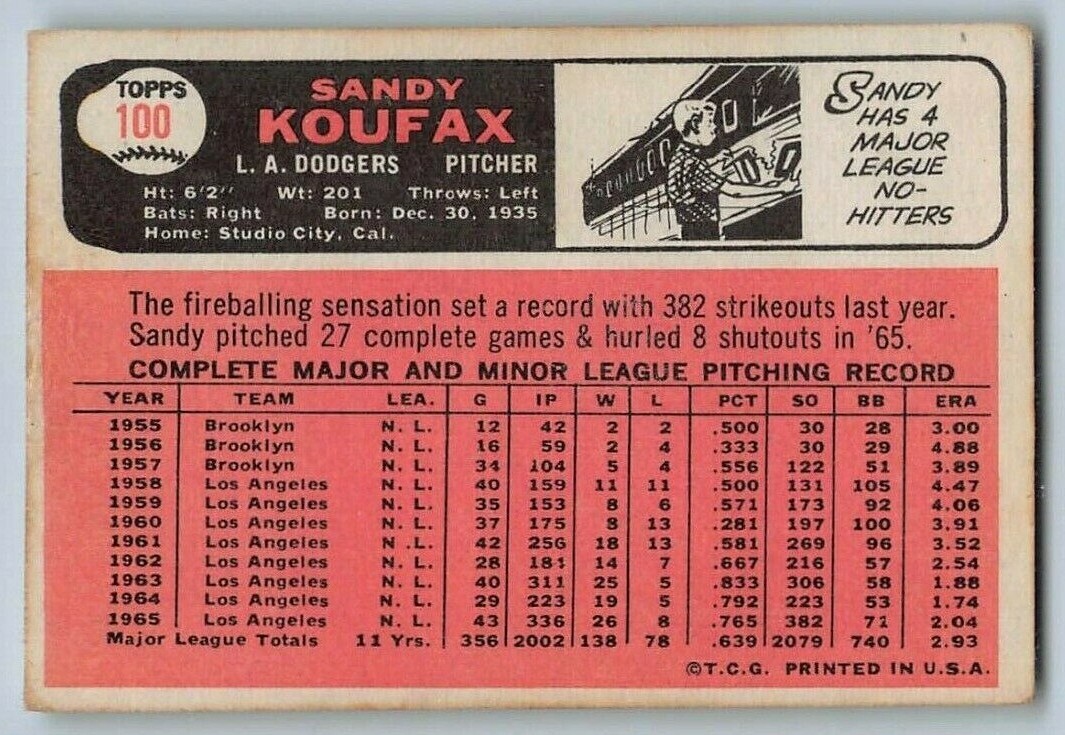 TOPPS
100
SANDY
KOUFAX
L. A. DODGERS PITCHER
Ht: 6'2" Wt: 201 Throws: Left
Bats: Right Born: Dec. 30, 1935
Home: Studio City, Cal.
SANDY
HAS 4
MAJOR
LEAGUE
NO-
HITTERS
The fireballing sensation set a record with 382 strikeouts last year.
Sandy pitched 27 complete games & hurled 8 shutouts in '65.
COMPLETE MAJOR AND MINOR LEAGUE PITCHING RECORD
YEAR TEAM LEA. G IP W L PCT SO BB ERA
1955 Brooklyn N. L. 12 42 2 2 .500 30 28 3.00
1956 Brooklyn N. L. 16 59 2 4 .333 30 29 4.88
1957 Brooklyn N. L. 34 104 5 4 .556 122 51 3.89
1958 Los Angeles N. L. 40 159 11 11 .500 131 105 4.47
1959 Los Angeles N. L. 35 153 8 6 .571 173 92 4.06
1960 Los Angeles N. L. 37 175 8 13 .281 197 100 3.91
1961 Los Angeles N .L. 42 256 18 13 .581 269 96 3.52
1962 Los Angeles N. L. 28 184 14 7 .667 216 57 2.54
1963 Los Angeles N. L. 40 311 25 5 .833 306 58 1.88
1964 Los Angeles N. L. 29 223 19 5 .792 223 53 1.74
1965 Los Angeles N. L. 43 336 26 8 .765 382 71 2.04
Major League Totals 11 Yrs. 356 2002 138 78 .639 2079 740 2.93
©T.C.G. PRINTED IN U.S.A.